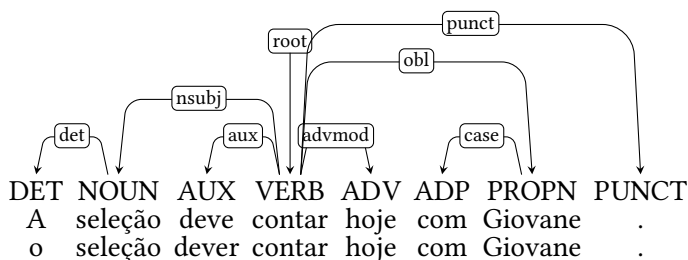 punct
root
obl
nsubj
det aux advmod case
DET NOUN AUX VERB ADV ADP PROPN PUNCT
A seleção deve contar hoje com Giovane .
o seleção dever contar hoje com Giovane .